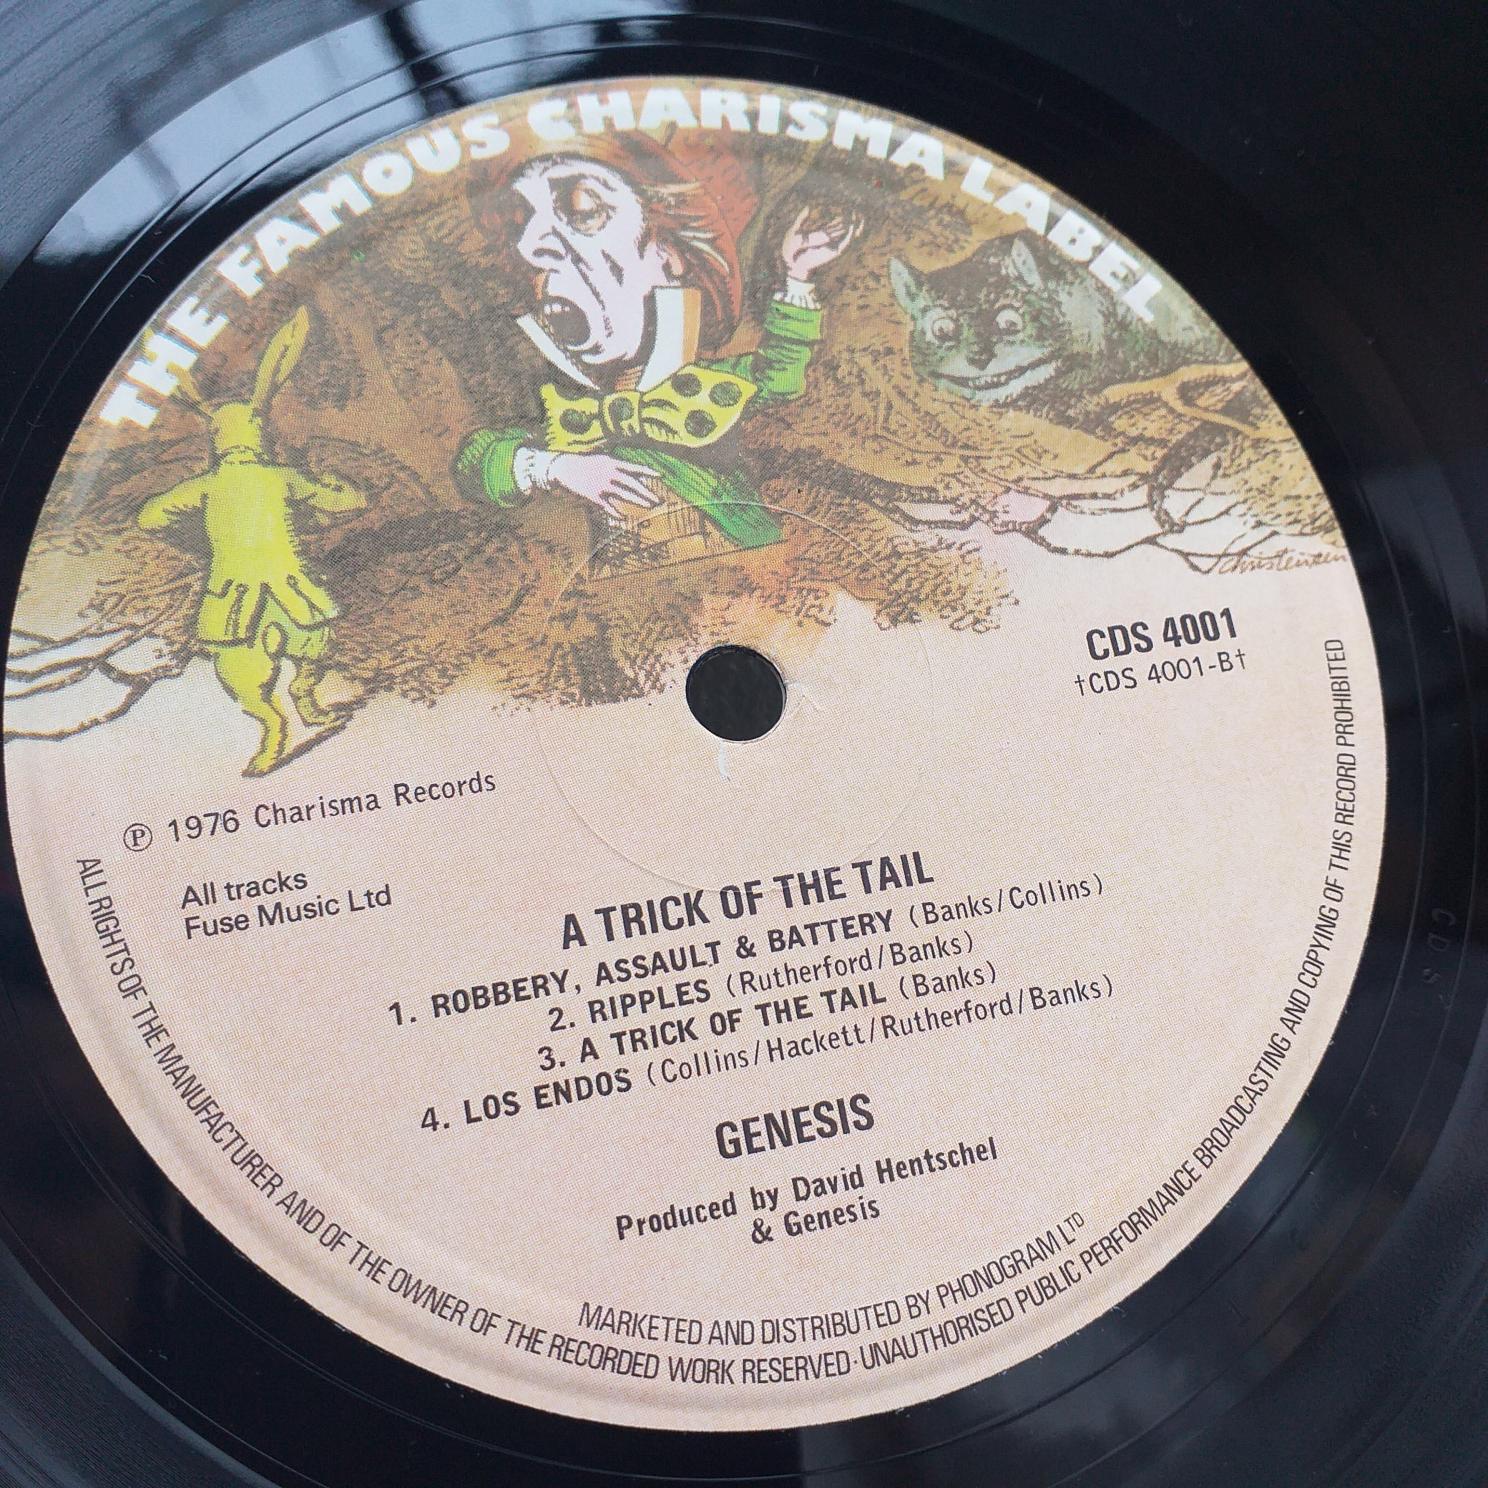 THE FAMOUS CHARISMA LABEL
Christensen
CDS 4001
†CDS 4001-B†
℗ 1976 Charisma Records
All tracks
Fuse Music Ltd
A TRICK OF THE TAIL
1. ROBBERY, ASSAULT & BATTERY (Banks/Collins)
2. RIPPLES (Rutherford/Banks)
3. A TRICK OF THE TAIL (Banks)
4. LOS ENDOS (Collins/Hackett/Rutherford/Banks)
GENESIS
Produced by David Hentschel
& Genesis
MARKETED AND DISTRIBUTED BY PHONOGRAM LTD
ALL RIGHTS OF THE MANUFACTURER AND OF THE OWNER OF THE RECORDED WORK RESERVED·UNAUTHORISED PUBLIC PERFORMANCE BROADCASTING AND COPYING OF THIS RECORD PROHIBITED
CDS